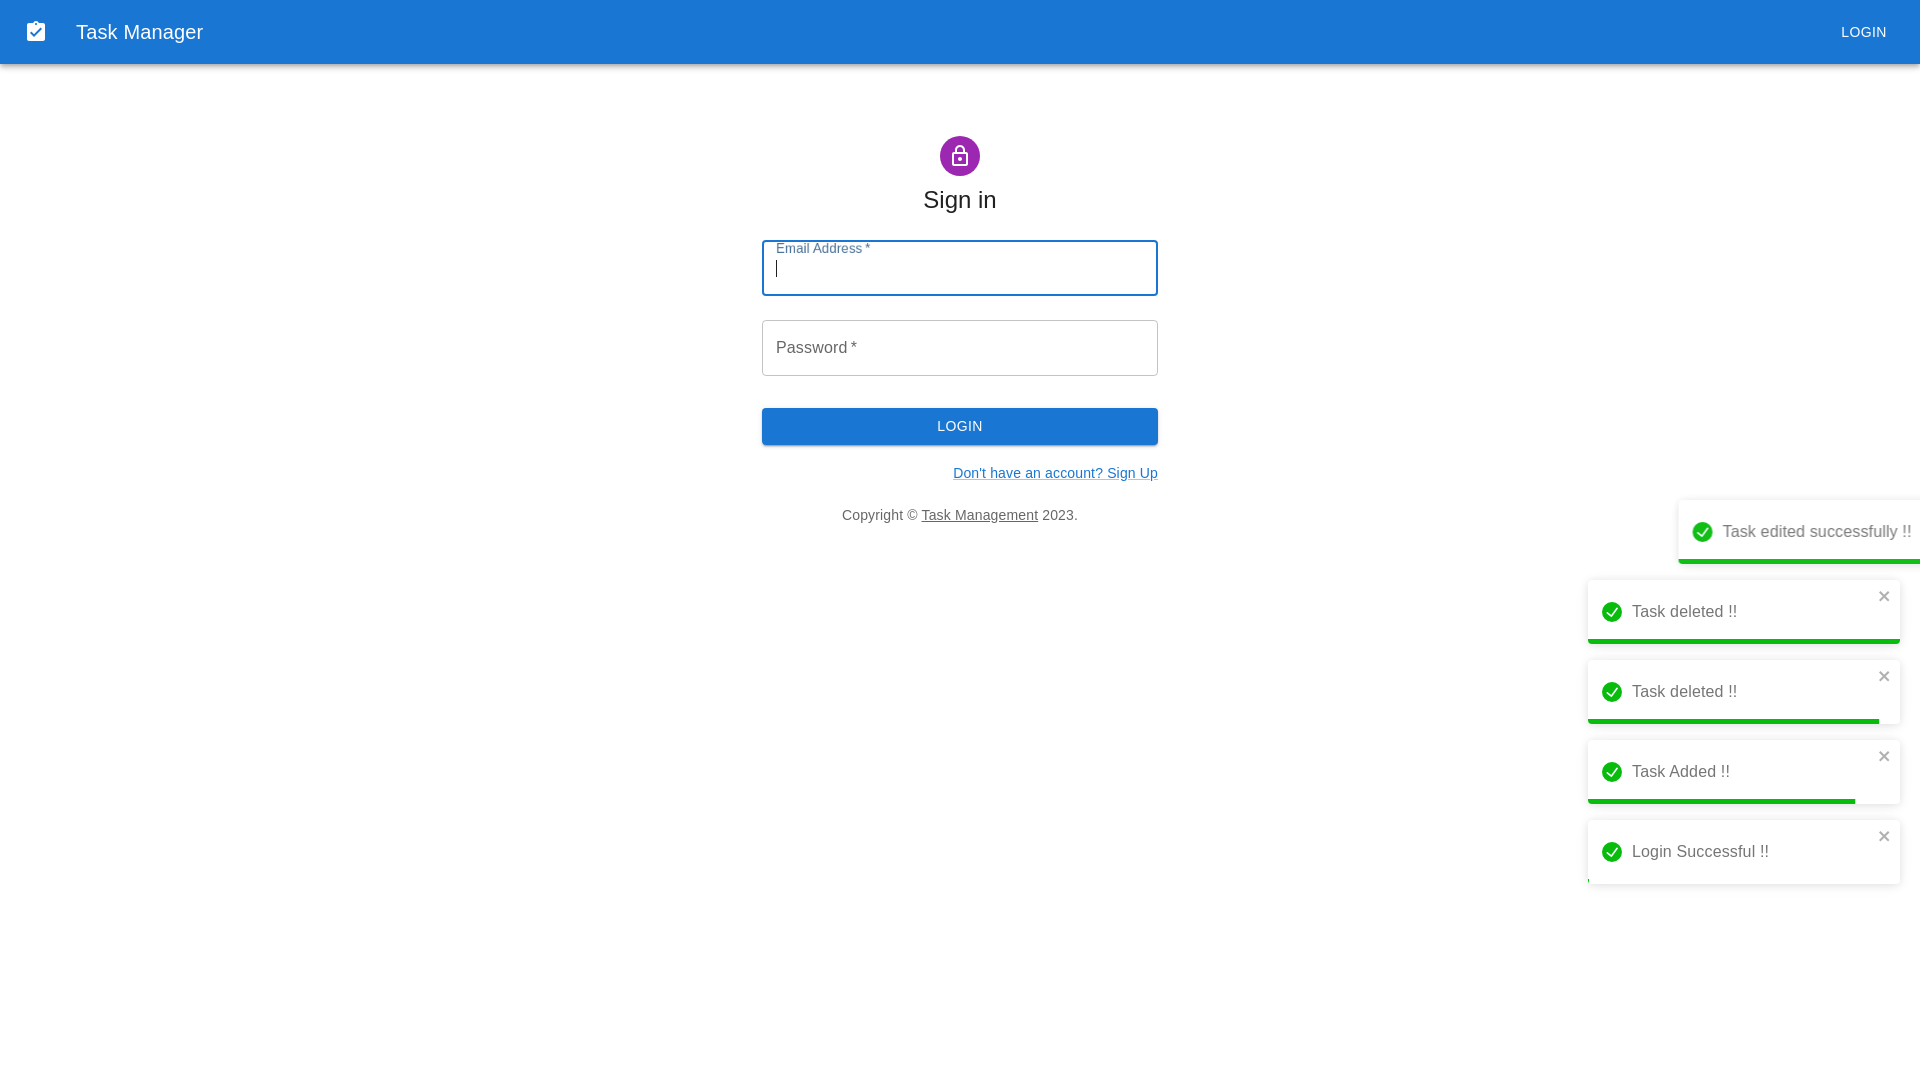 Task Manager
LOGIN
Sign in
Email Address *
Password *
LOGIN
Don't have an account? Sign Up
Copyright © Task Management 2023.
Task edited successfully !!
Task deleted !!
Task deleted !!
Task Added !!
Login Successful !!